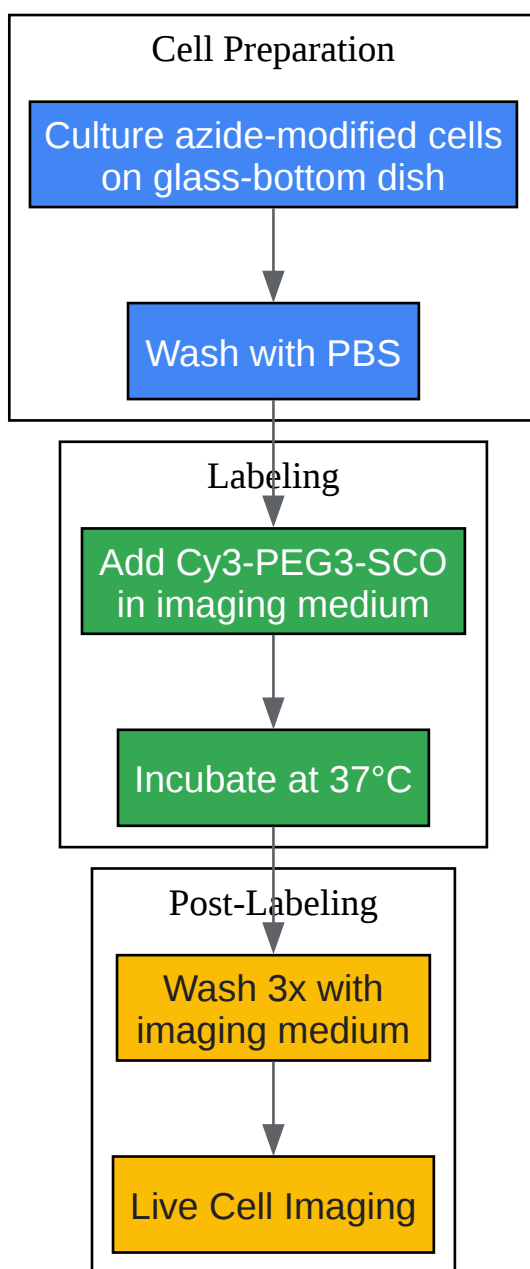 Cell Preparation
Culture azide-modified cells
on glass-bottom dish
Wash with PBS
Labeling
Add Cy3-PEG3-SCO
in imaging medium
Incubate at 37°C
Post-Labeling
Wash 3x with
imaging medium
Live Cell Imaging